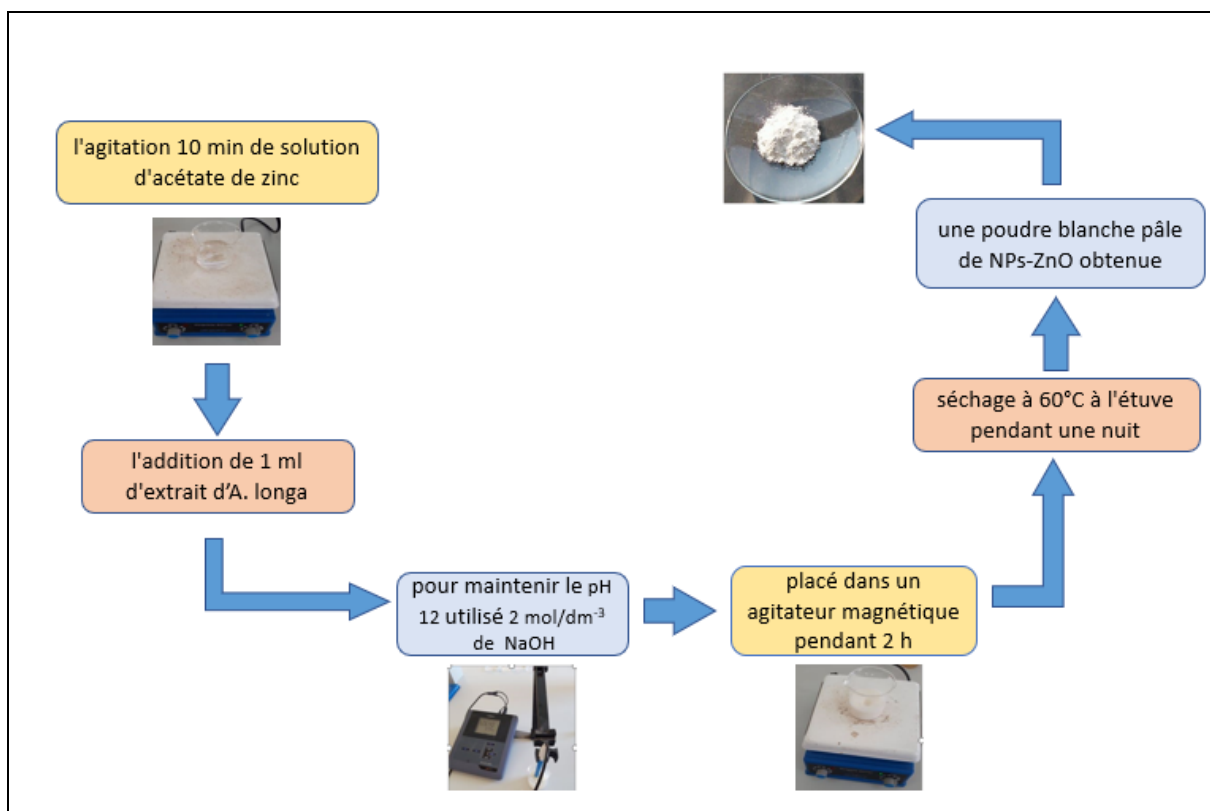 l'agitation 10 min de solution
d'acétate de zinc
l'addition de 1 ml
d'extrait d’A. longa
pour maintenir le pH
12 utilisé 2 mol/dm⁻³
de NaOH
placé dans un
agitateur magnétique
pendant 2 h
séchage à 60°C à l'étuve
pendant une nuit
une poudre blanche pâle
de NPs-ZnO obtenue